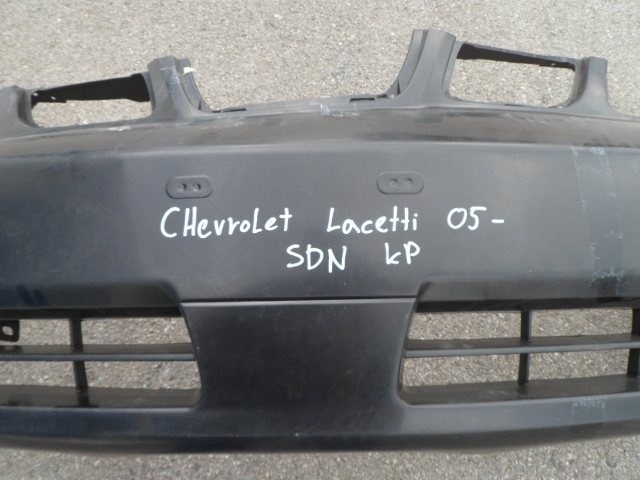 CHevroLet Lacetti 05-
SDN kP